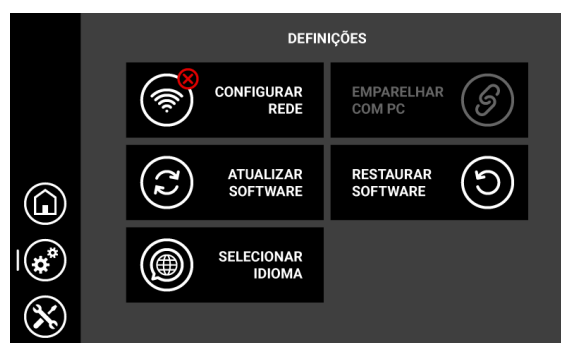 DEFINIÇÕES
CONFIGURAR
REDE
EMPARELHAR
COM PC
ATUALIZAR
SOFTWARE
RESTAURAR
SOFTWARE
SELECIONAR
IDIOMA